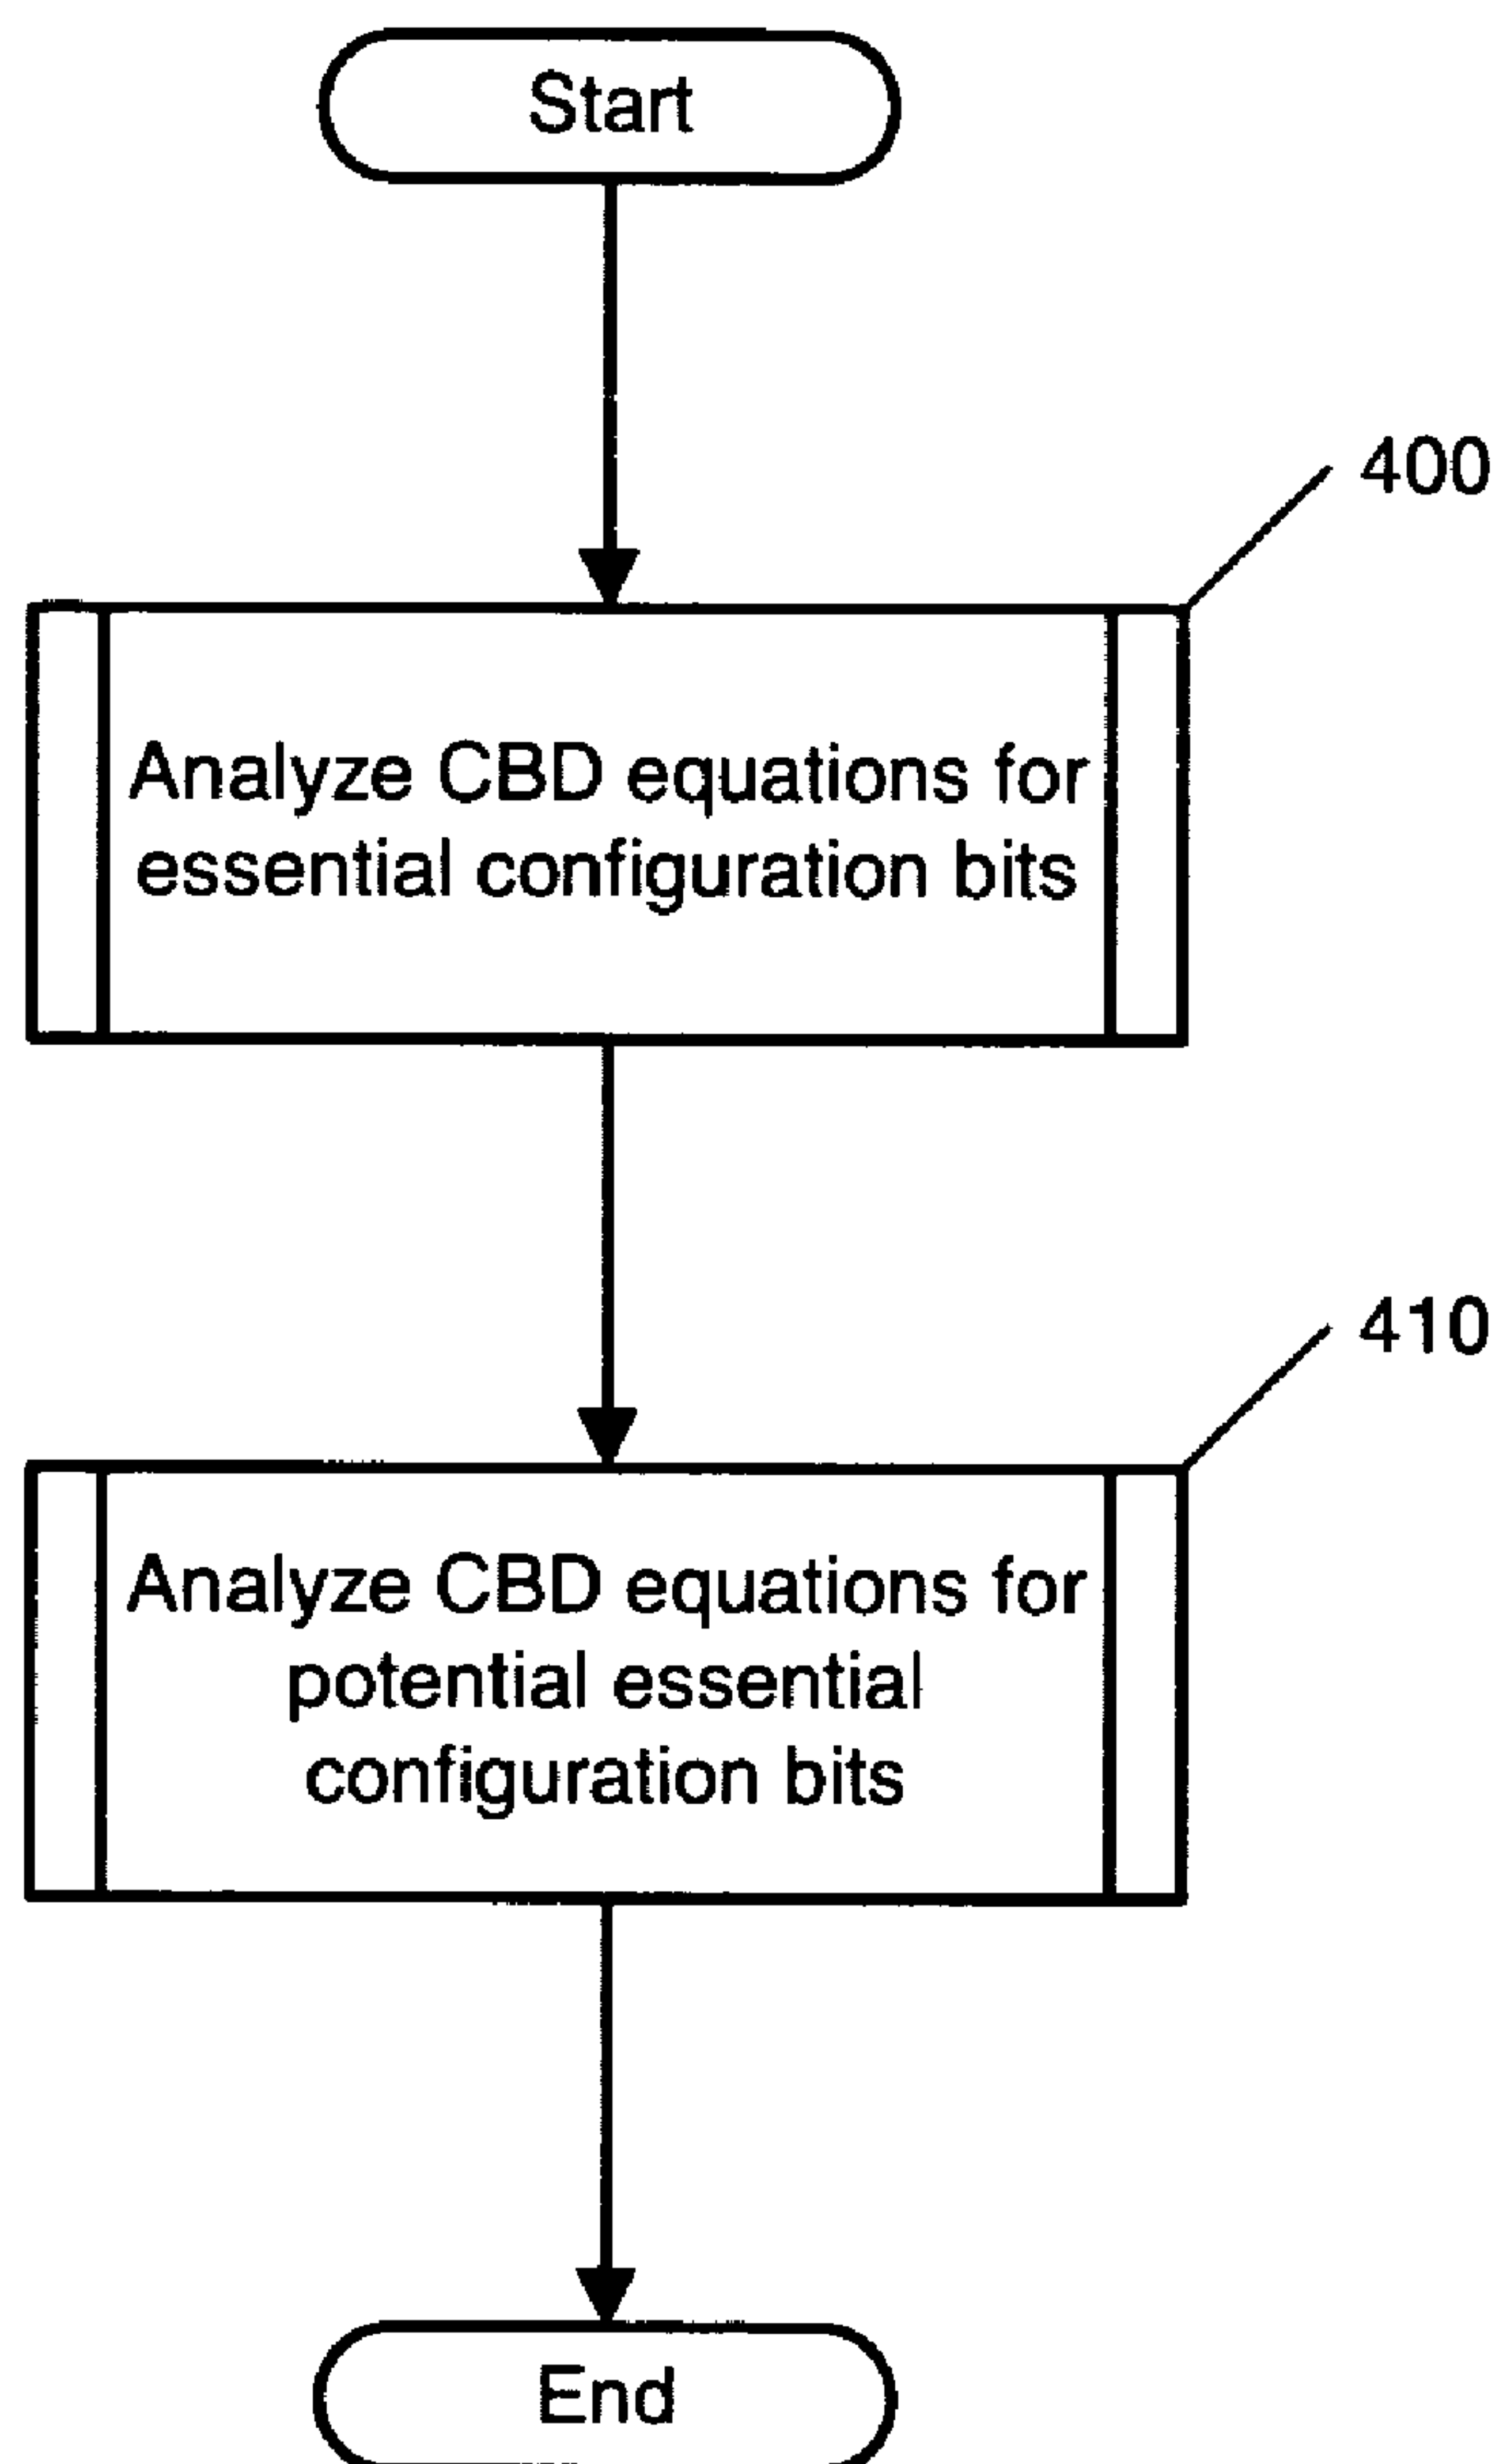 Start
400
Analyze CBD equations for
essential configuration bits
410
Analyze CBD equations for
potential essential
configuration bits
End